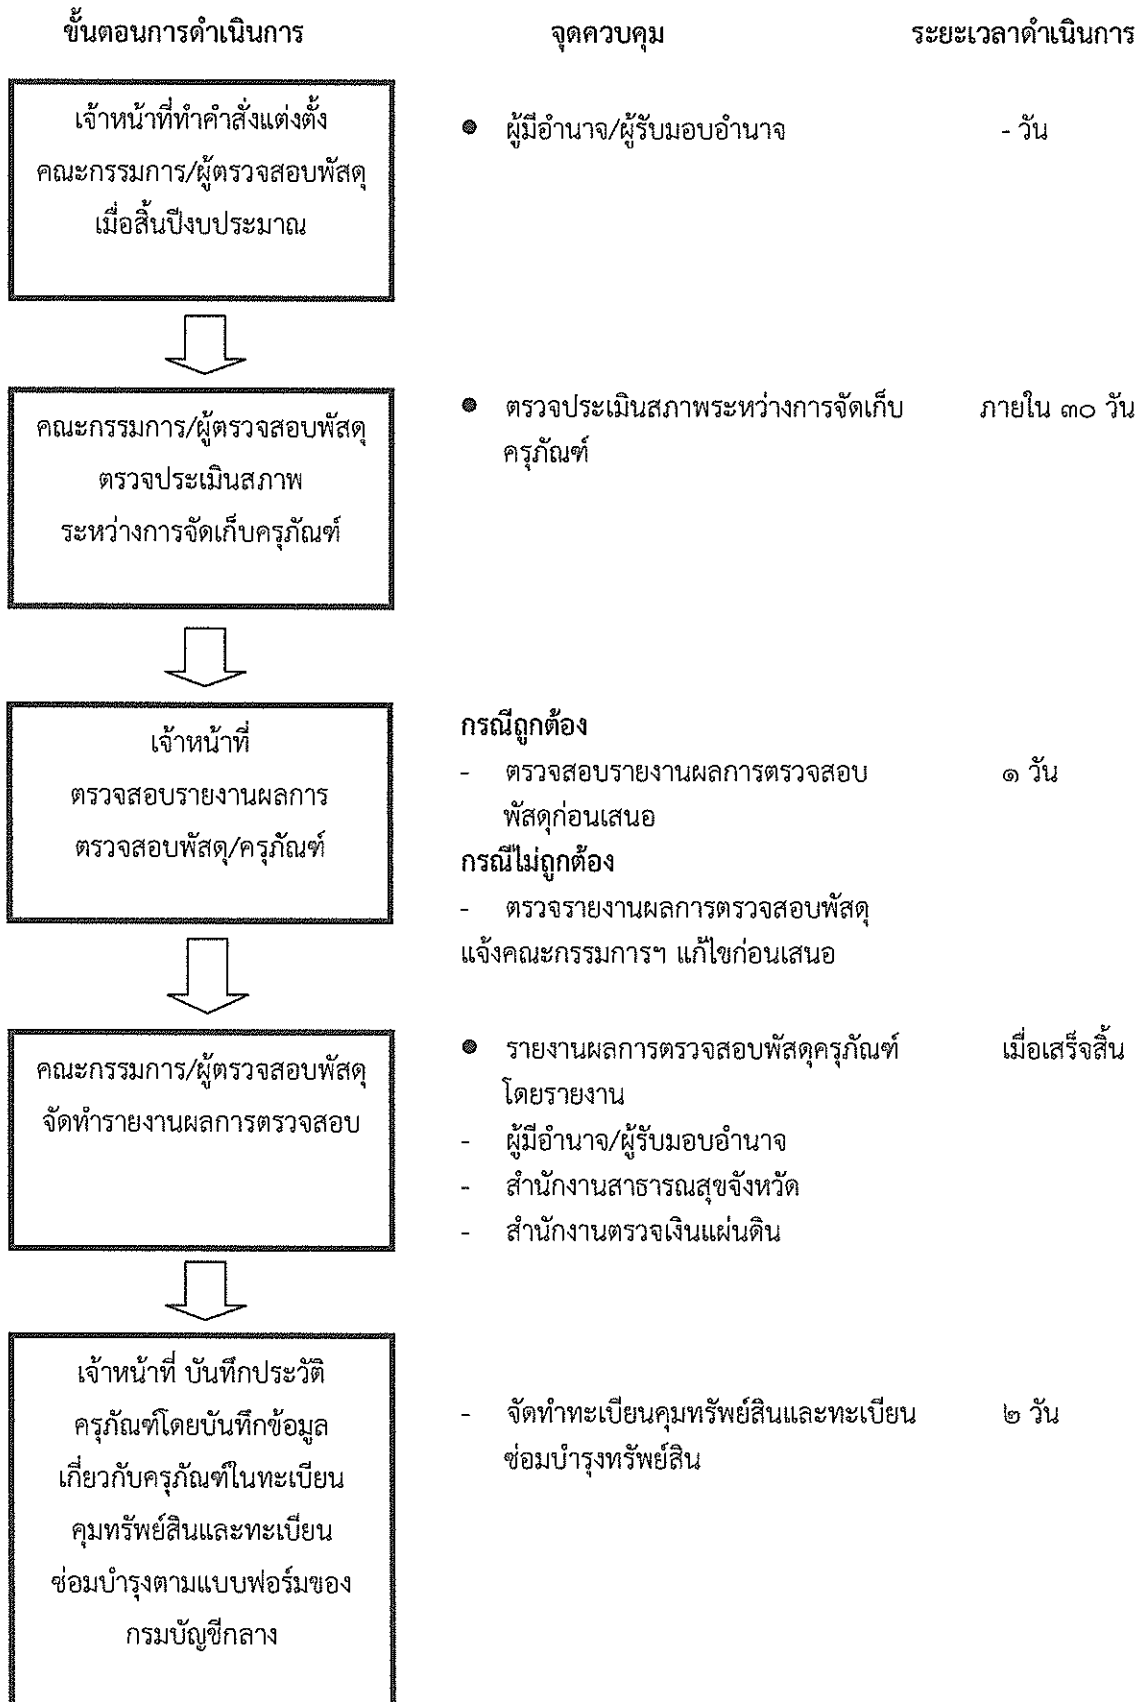 ขั้นตอนการดำเนินการ จุดควบคุม ระยะเวลาดำเนินการ
เจ้าหน้าที่ทำคำสั่งแต่งตั้ง
คณะกรรมการ/ผู้ตรวจสอบพัสดุ
เมื่อสิ้นปีงบประมาณ
● ผู้มีอำนาจ/ผู้รับมอบอำนาจ - วัน
คณะกรรมการ/ผู้ตรวจสอบพัสดุ
ตรวจประเมินสภาพ
ระหว่างการจัดเก็บครุภัณฑ์
● ตรวจประเมินสภาพระหว่างการจัดเก็บ ภายใน ๓๐ วัน
ครุภัณฑ์
เจ้าหน้าที่
ตรวจสอบรายงานผลการ
ตรวจสอบพัสดุ/ครุภัณฑ์
กรณีถูกต้อง
- ตรวจสอบรายงานผลการตรวจสอบ ๑ วัน
พัสดุก่อนเสนอ
กรณีไม่ถูกต้อง
- ตรวจรายงานผลการตรวจสอบพัสดุ
แจ้งคณะกรรมการฯ แก้ไขก่อนเสนอ
คณะกรรมการ/ผู้ตรวจสอบพัสดุ
จัดทำรายงานผลการตรวจสอบ
● รายงานผลการตรวจสอบพัสดุครุภัณฑ์ เมื่อเสร็จสิ้น
โดยรายงาน
- ผู้มีอำนาจ/ผู้รับมอบอำนาจ
- สำนักงานสาธารณสุขจังหวัด
- สำนักงานตรวจเงินแผ่นดิน
เจ้าหน้าที่ บันทึกประวัติ
ครุภัณฑ์โดยบันทึกข้อมูล
เกี่ยวกับครุภัณฑ์ในทะเบียน
คุมทรัพย์สินและทะเบียน
ซ่อมบำรุงตามแบบฟอร์มของ
กรมบัญชีกลาง
- จัดทำทะเบียนคุมทรัพย์สินและทะเบียน ๒ วัน
ซ่อมบำรุงทรัพย์สิน